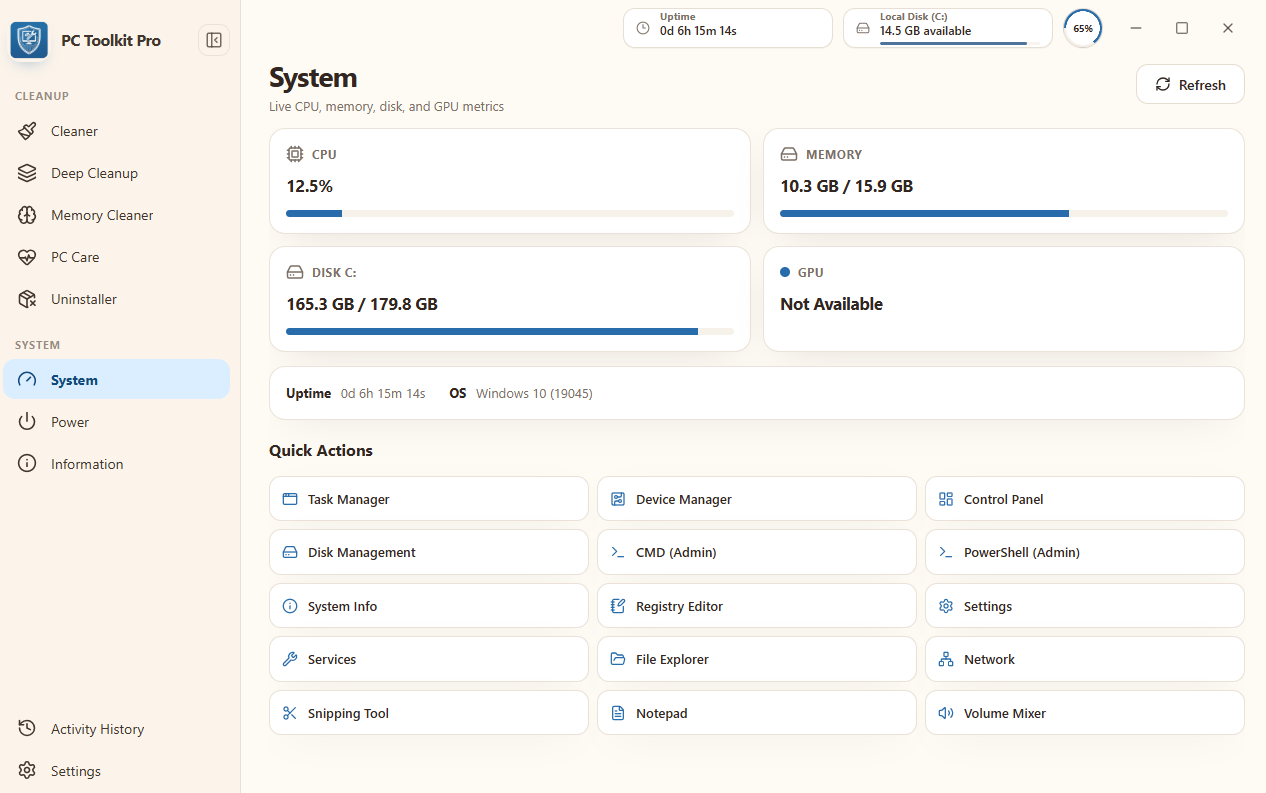 PC Toolkit Pro
Uptime
0d 6h 15m 14s
Local Disk (C:)
14.5 GB available
65%
CLEANUP
Cleaner
Deep Cleanup
Memory Cleaner
PC Care
Uninstaller
SYSTEM
System
Power
Information
Activity History
Settings
System
Live CPU, memory, disk, and GPU metrics
Refresh
CPU
12.5%
MEMORY
10.3 GB / 15.9 GB
DISK C:
165.3 GB / 179.8 GB
GPU
Not Available
Uptime 0d 6h 15m 14s OS Windows 10 (19045)
Quick Actions
Task Manager
Device Manager
Control Panel
Disk Management
CMD (Admin)
PowerShell (Admin)
System Info
Registry Editor
Settings
Services
File Explorer
Network
Snipping Tool
Notepad
Volume Mixer